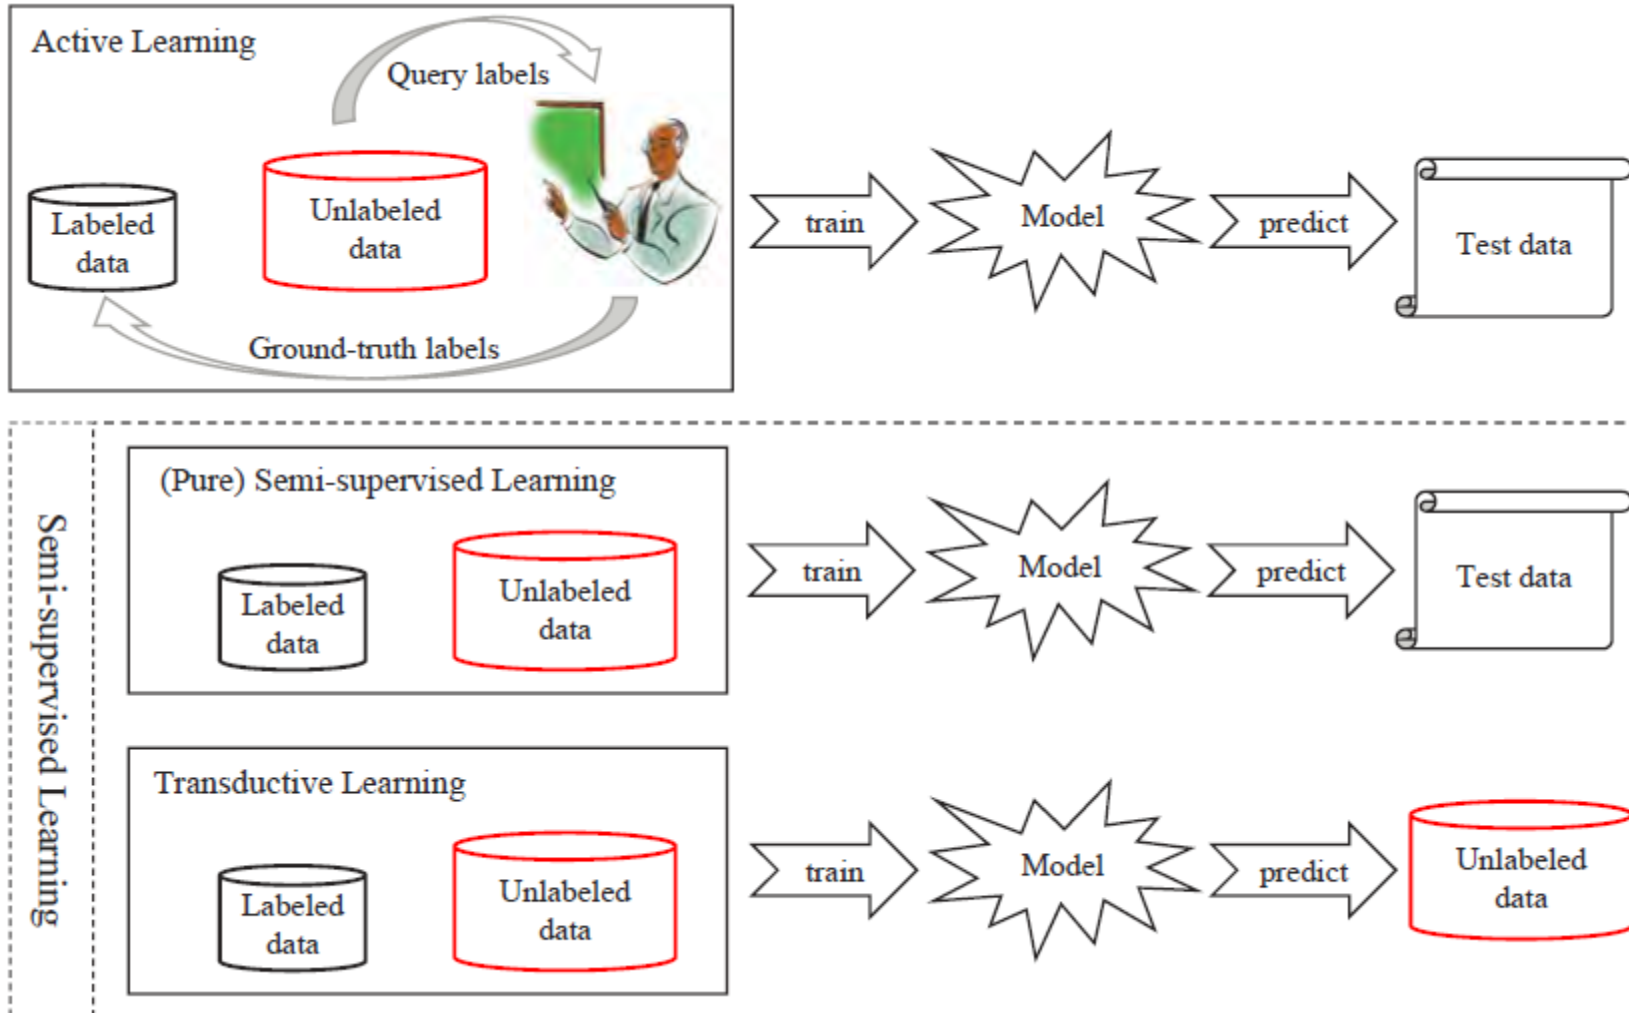 Active Learning
Query labels
Labeled
data
Unlabeled
data
Ground-truth labels
train
Model
predict
Test data
Semi-supervised Learning
(Pure) Semi-supervised Learning
Labeled
data
Unlabeled
data
train
Model
predict
Test data
Transductive Learning
Labeled
data
Unlabeled
data
train
Model
predict
Unlabeled
data